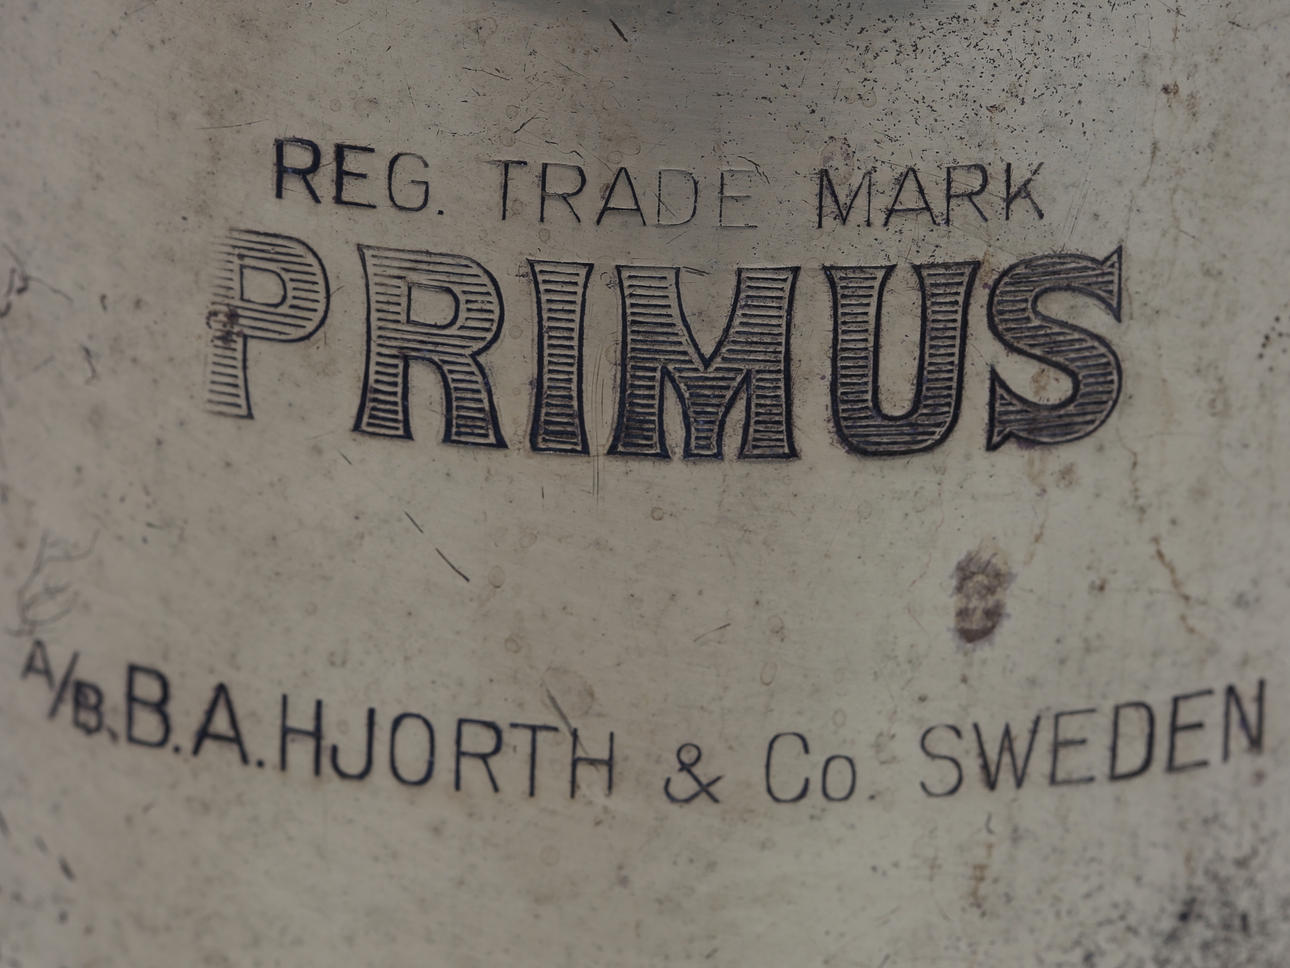 REG. TRADE MARK
PRIMUS
A/B. B.A. HJORTH & Co. SWEDEN